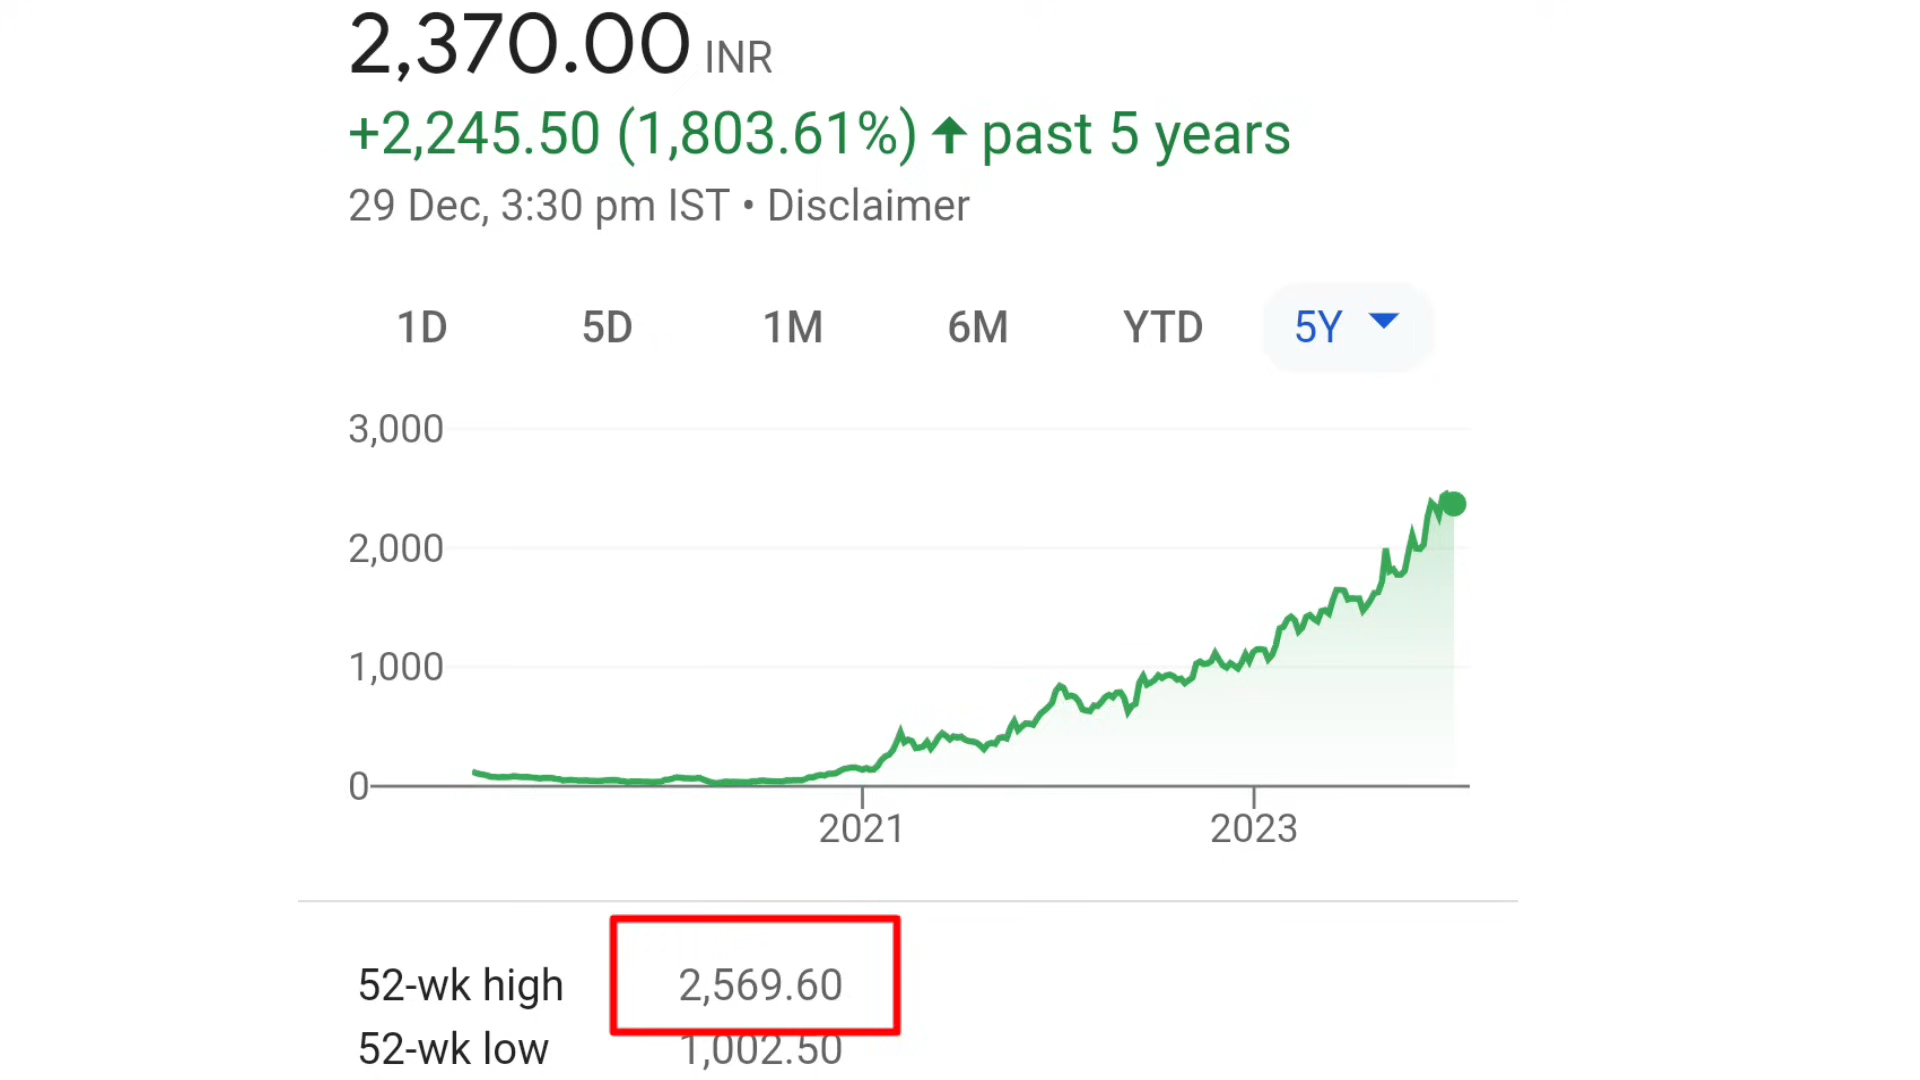 2,370.00 INR
+2,245.50 (1,803.61%) ↑ past 5 years
29 Dec, 3:30 pm IST • Disclaimer
1D 5D 1M 6M YTD 5Y
3,000
2,000
1,000
0
2021 2023
52-wk high 2,569.60
52-wk low 1,002.50